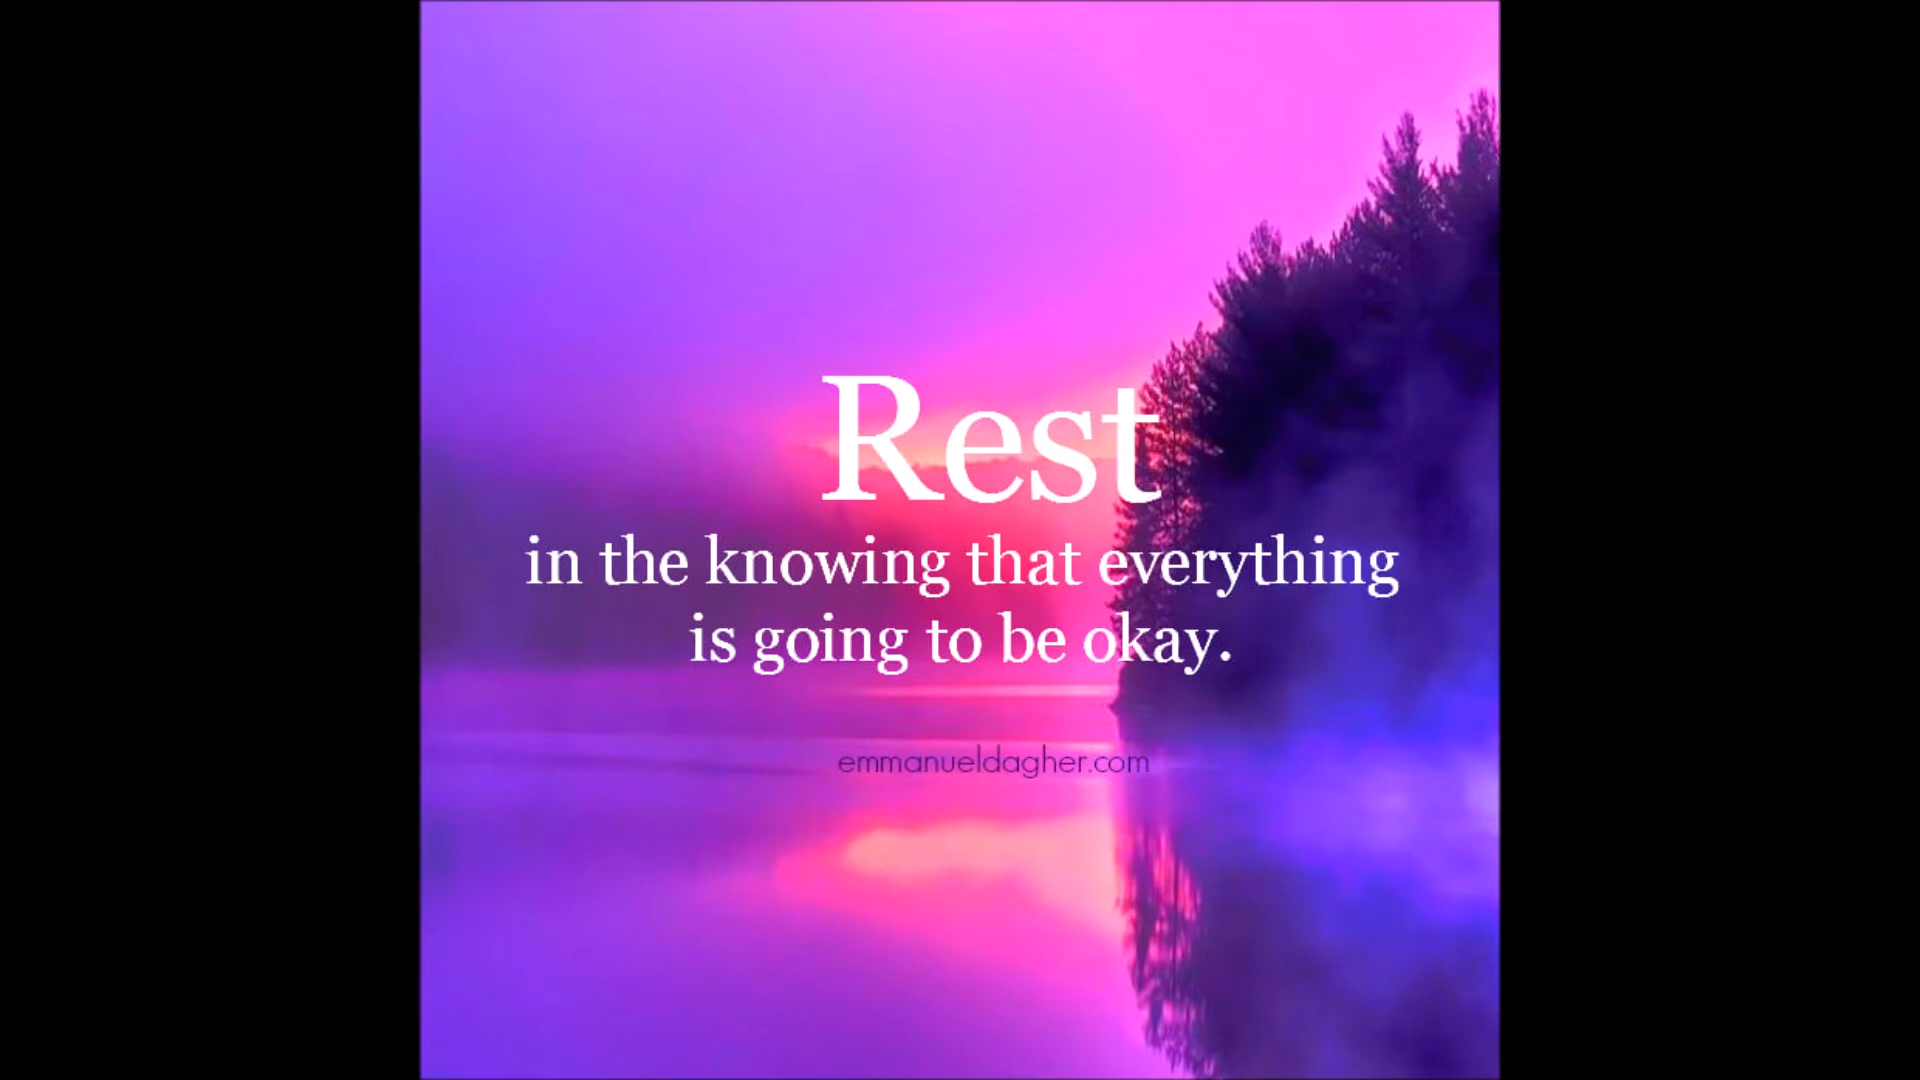 Rest
in the knowing that everything
is going to be okay.
emmanueldagher.com